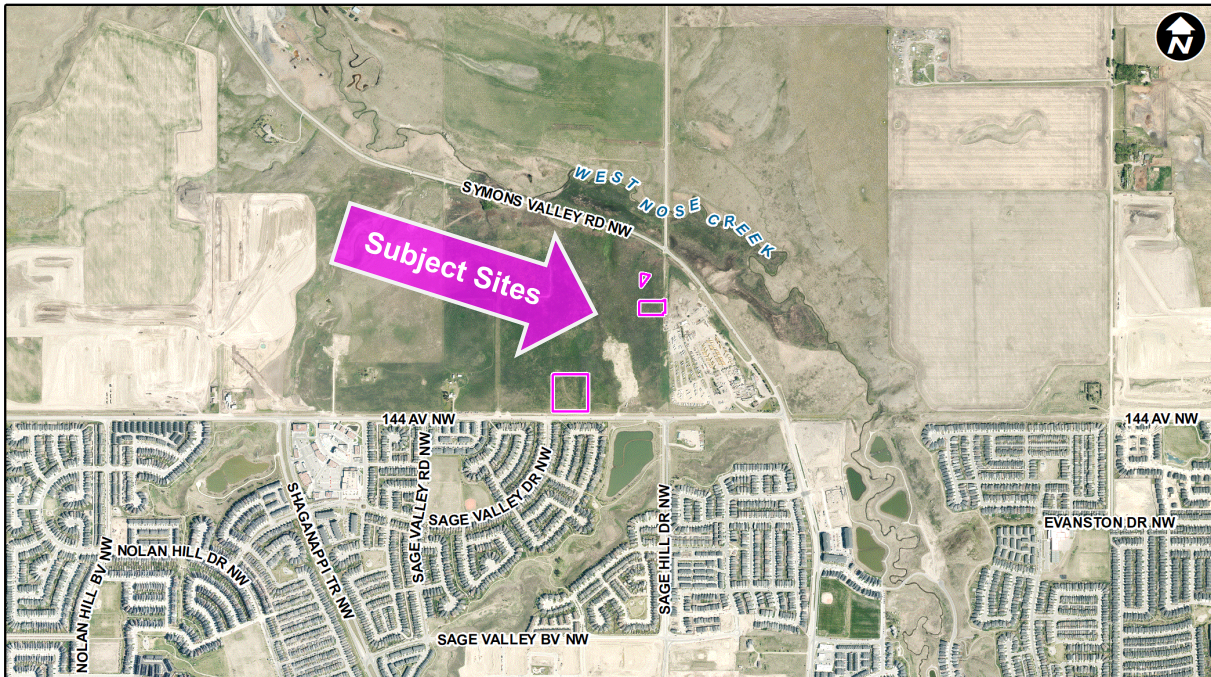 N
WEST
NOSE CREEK
SYMONS VALLEY RD NW
Subject Sites
144 AV NW
144 AV NW
SAGE VALLEY RD NW
SAGE VALLEY DR NW
SHAGANAPPI TR NW
NOLAN HILL DR NW
NOLAN HILL BV NW
SAGE HILL DR NW
EVANSTON DR NW
SAGE VALLEY BV NW